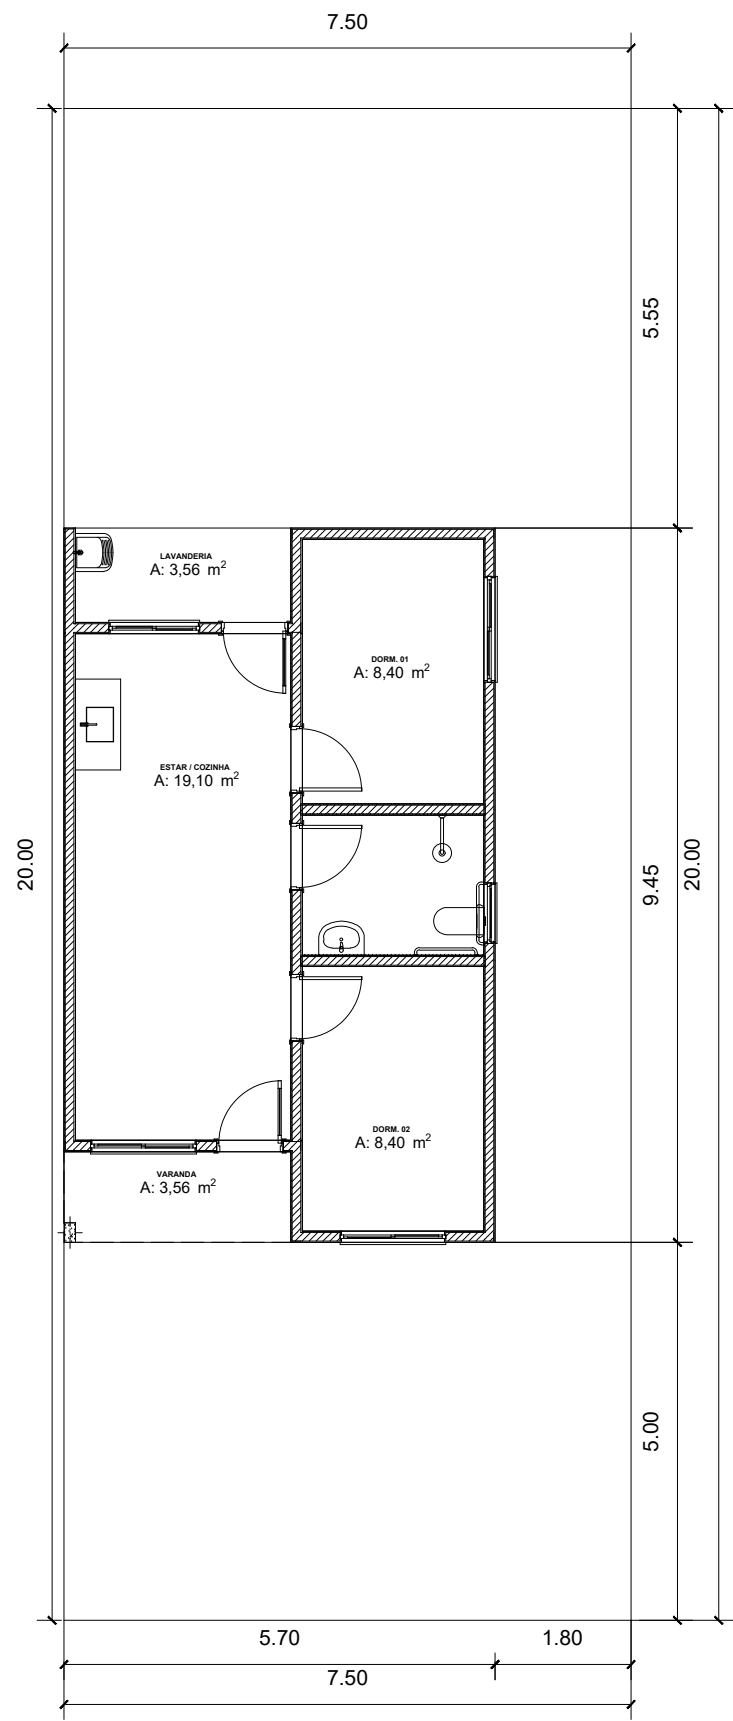 7.50
5.55
LAVANDERIA
A: 3,56 m²
DORM. 01
A: 8,40 m²
ESTAR / COZINHA
A: 19,10 m²
20.00
9.45
20.00
DORM. 02
A: 8,40 m²
VARANDA
A: 3,56 m²
5.00
5.70
1.80
7.50